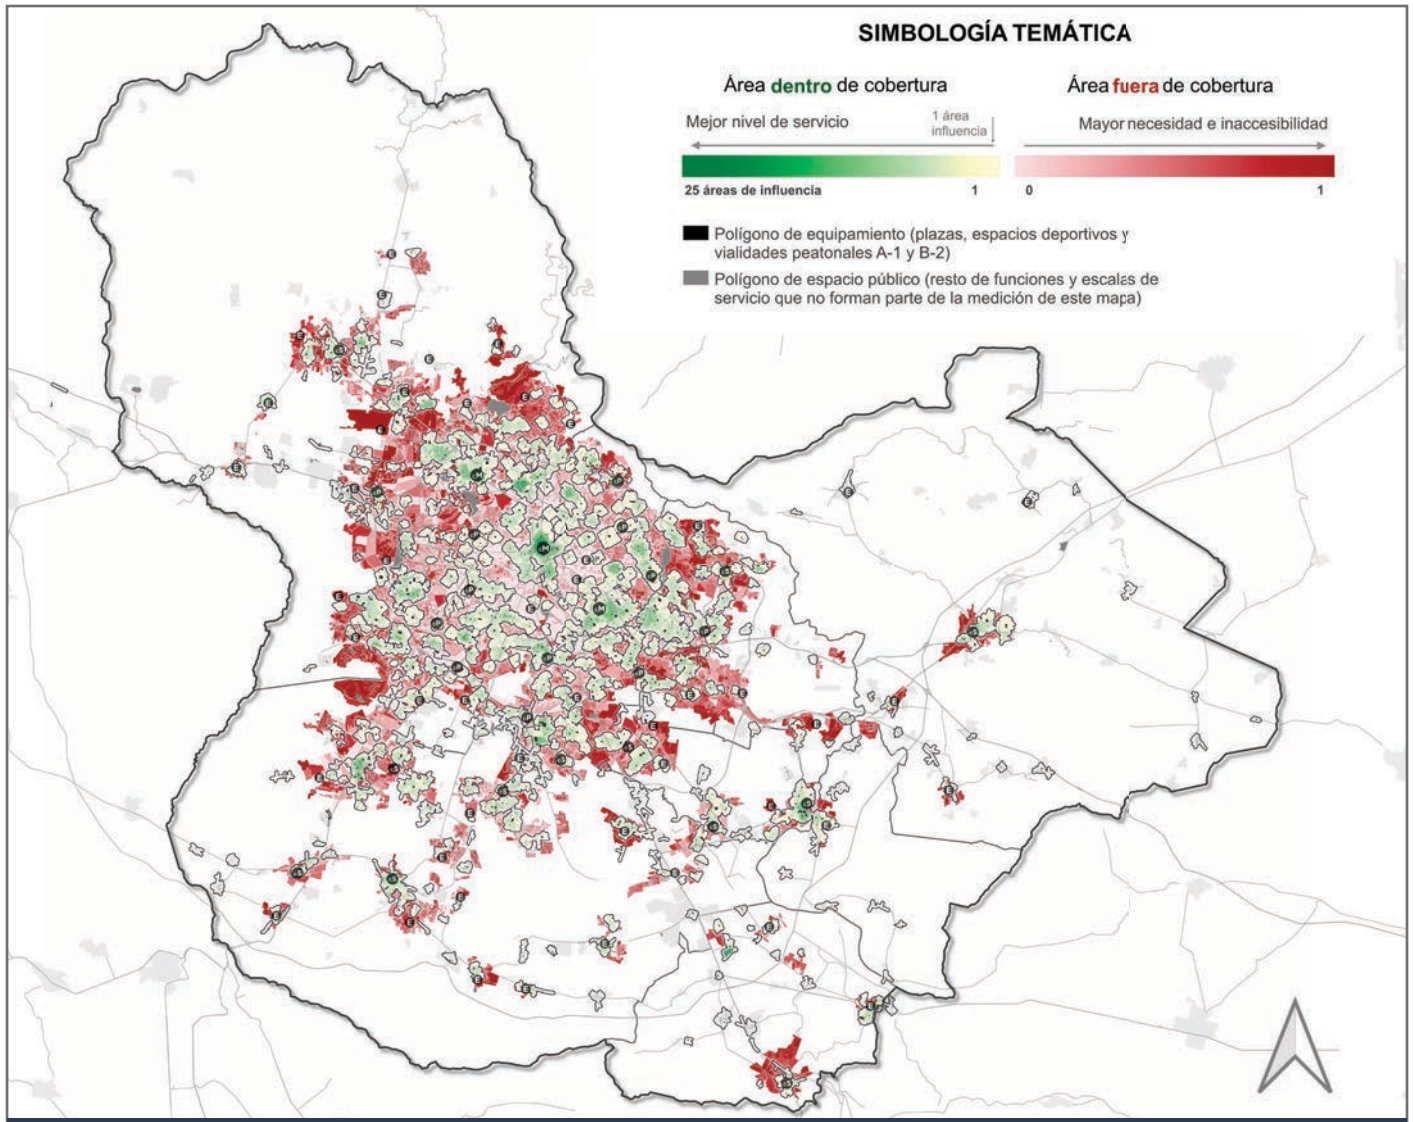 SIMBOLOGÍA TEMÁTICA
Área dentro de cobertura
Área fuera de cobertura
Mejor nivel de servicio
1 área
influencia
Mayor necesidad e inaccesibilidad
25 áreas de influencia
1
0
1
Polígono de equipamiento (plazas, espacios deportivos y
vialidades peatonales A-1 y B-2)
Polígono de espacio público (resto de funciones y escalas de
servicio que no forman parte de la medición de este mapa)